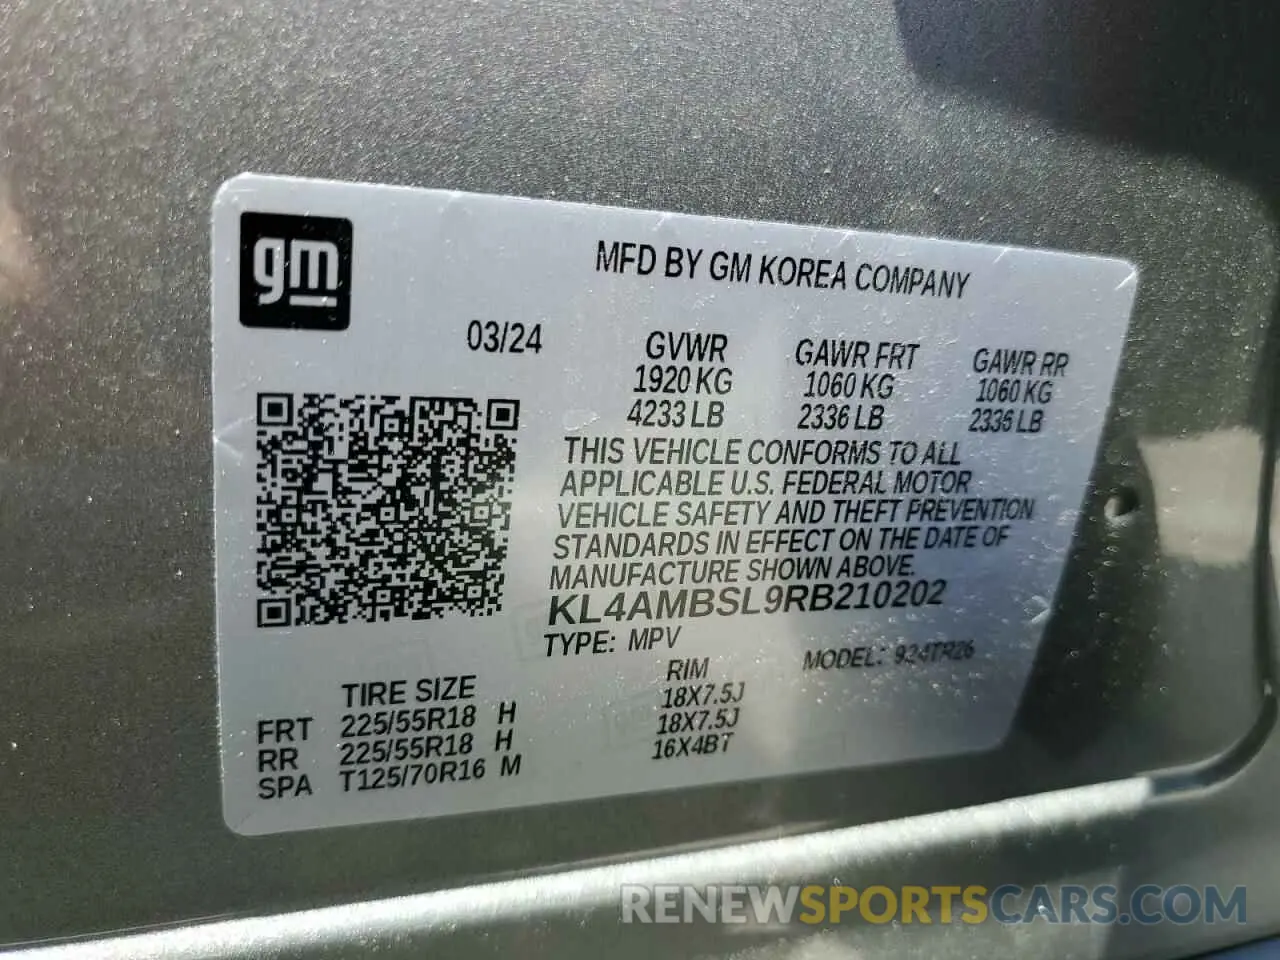 gm
MFD BY GM KOREA COMPANY
03/24
GVWR GAWR FRT GAWR RR
1920 KG 1060 KG 1060 KG
4233 LB 2336 LB 2336 LB
THIS VEHICLE CONFORMS TO ALL
APPLICABLE U.S. FEDERAL MOTOR
VEHICLE SAFETY AND THEFT PREVENTION
STANDARDS IN EFFECT ON THE DATE OF
MANUFACTURE SHOWN ABOVE.
KL4AMBSL9RB210202
TYPE: MPV MODEL:
TIRE SIZE RIM
FRT 225/55R18 H 18X7.5J
RR 225/55R18 H 18X7.5J
SPA T125/70R16 M 16X4BT
RENEWSPORTSCARS.COM